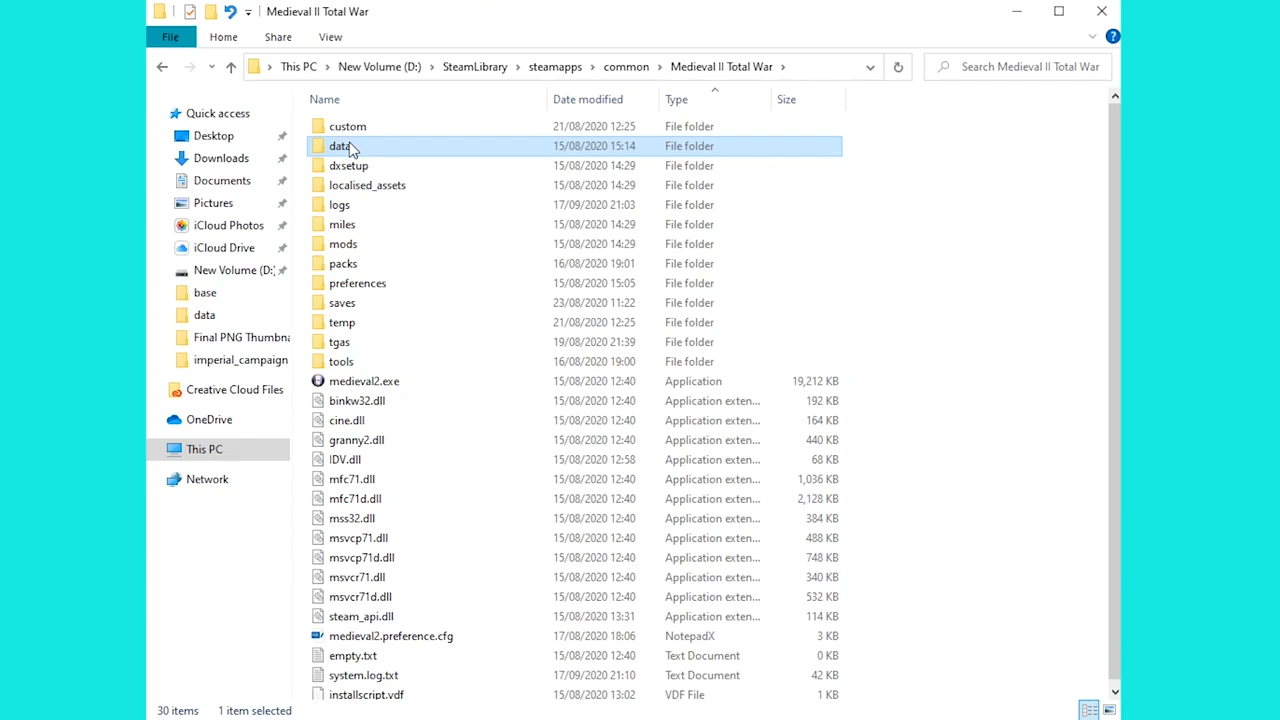 Medieval II Total War
File Home Share View
This PC New Volume (D:) SteamLibrary steamapps common Medieval II Total War Search Medieval II Total War
Name Date modified Type Size
Quick access
Desktop
Downloads
Documents
Pictures
iCloud Photos
iCloud Drive
New Volume (D:)
base
data
Final PNG Thumbna
imperial_campaign
Creative Cloud Files
OneDrive
This PC
Network
custom 21/08/2020 12:25 File folder
data 15/08/2020 15:14 File folder
dxsetup 15/08/2020 14:29 File folder
localised_assets 15/08/2020 14:29 File folder
logs 17/09/2020 21:03 File folder
miles 15/08/2020 14:29 File folder
mods 15/08/2020 14:29 File folder
packs 16/08/2020 19:01 File folder
preferences 15/08/2020 15:05 File folder
saves 23/08/2020 11:22 File folder
temp 21/08/2020 12:25 File folder
tgas 19/08/2020 21:39 File folder
tools 16/08/2020 19:00 File folder
medieval2.exe 15/08/2020 12:40 Application 19,212 KB
binkw32.dll 15/08/2020 12:40 Application exten... 192 KB
cine.dll 15/08/2020 12:40 Application exten... 164 KB
granny2.dll 15/08/2020 12:40 Application exten... 440 KB
IDV.dll 15/08/2020 12:58 Application exten... 68 KB
mfc71.dll 15/08/2020 12:40 Application exten... 1,036 KB
mfc71d.dll 15/08/2020 12:40 Application exten... 2,128 KB
mss32.dll 15/08/2020 12:40 Application exten... 384 KB
msvcp71.dll 15/08/2020 12:40 Application exten... 488 KB
msvcp71d.dll 15/08/2020 12:40 Application exten... 748 KB
msvcr71.dll 15/08/2020 12:40 Application exten... 340 KB
msvcr71d.dll 15/08/2020 12:40 Application exten... 532 KB
steam_api.dll 15/08/2020 13:31 Application exten... 114 KB
medieval2.preference.cfg 17/08/2020 18:06 NotepadX 3 KB
empty.txt 15/08/2020 12:40 Text Document 0 KB
system.log.txt 17/09/2020 21:10 Text Document 42 KB
installscript.vdf 15/08/2020 13:02 VDF File 1 KB
30 items 1 item selected